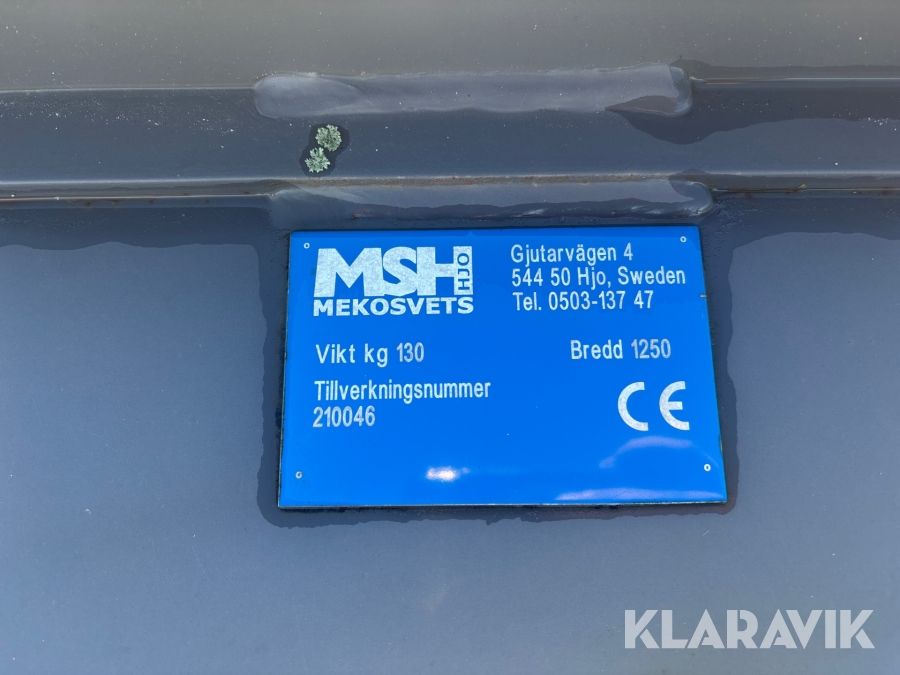 MSH HJO
MEKOSVETS
Gjutarvägen 4
544 50 Hjo, Sweden
Tel. 0503-137 47
Vikt kg 130
Bredd 1250
Tillverkningsnummer
210046
CE
KLARAVIK